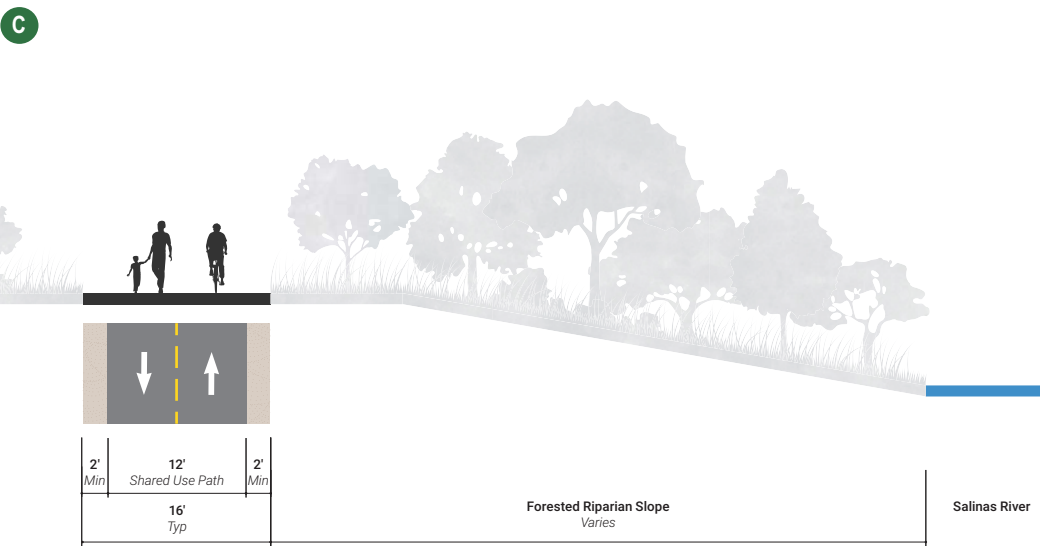 C
2' 12' 2'
Min Shared Use Path Min
16'
Typ
Forested Riparian Slope
Varies
Salinas River